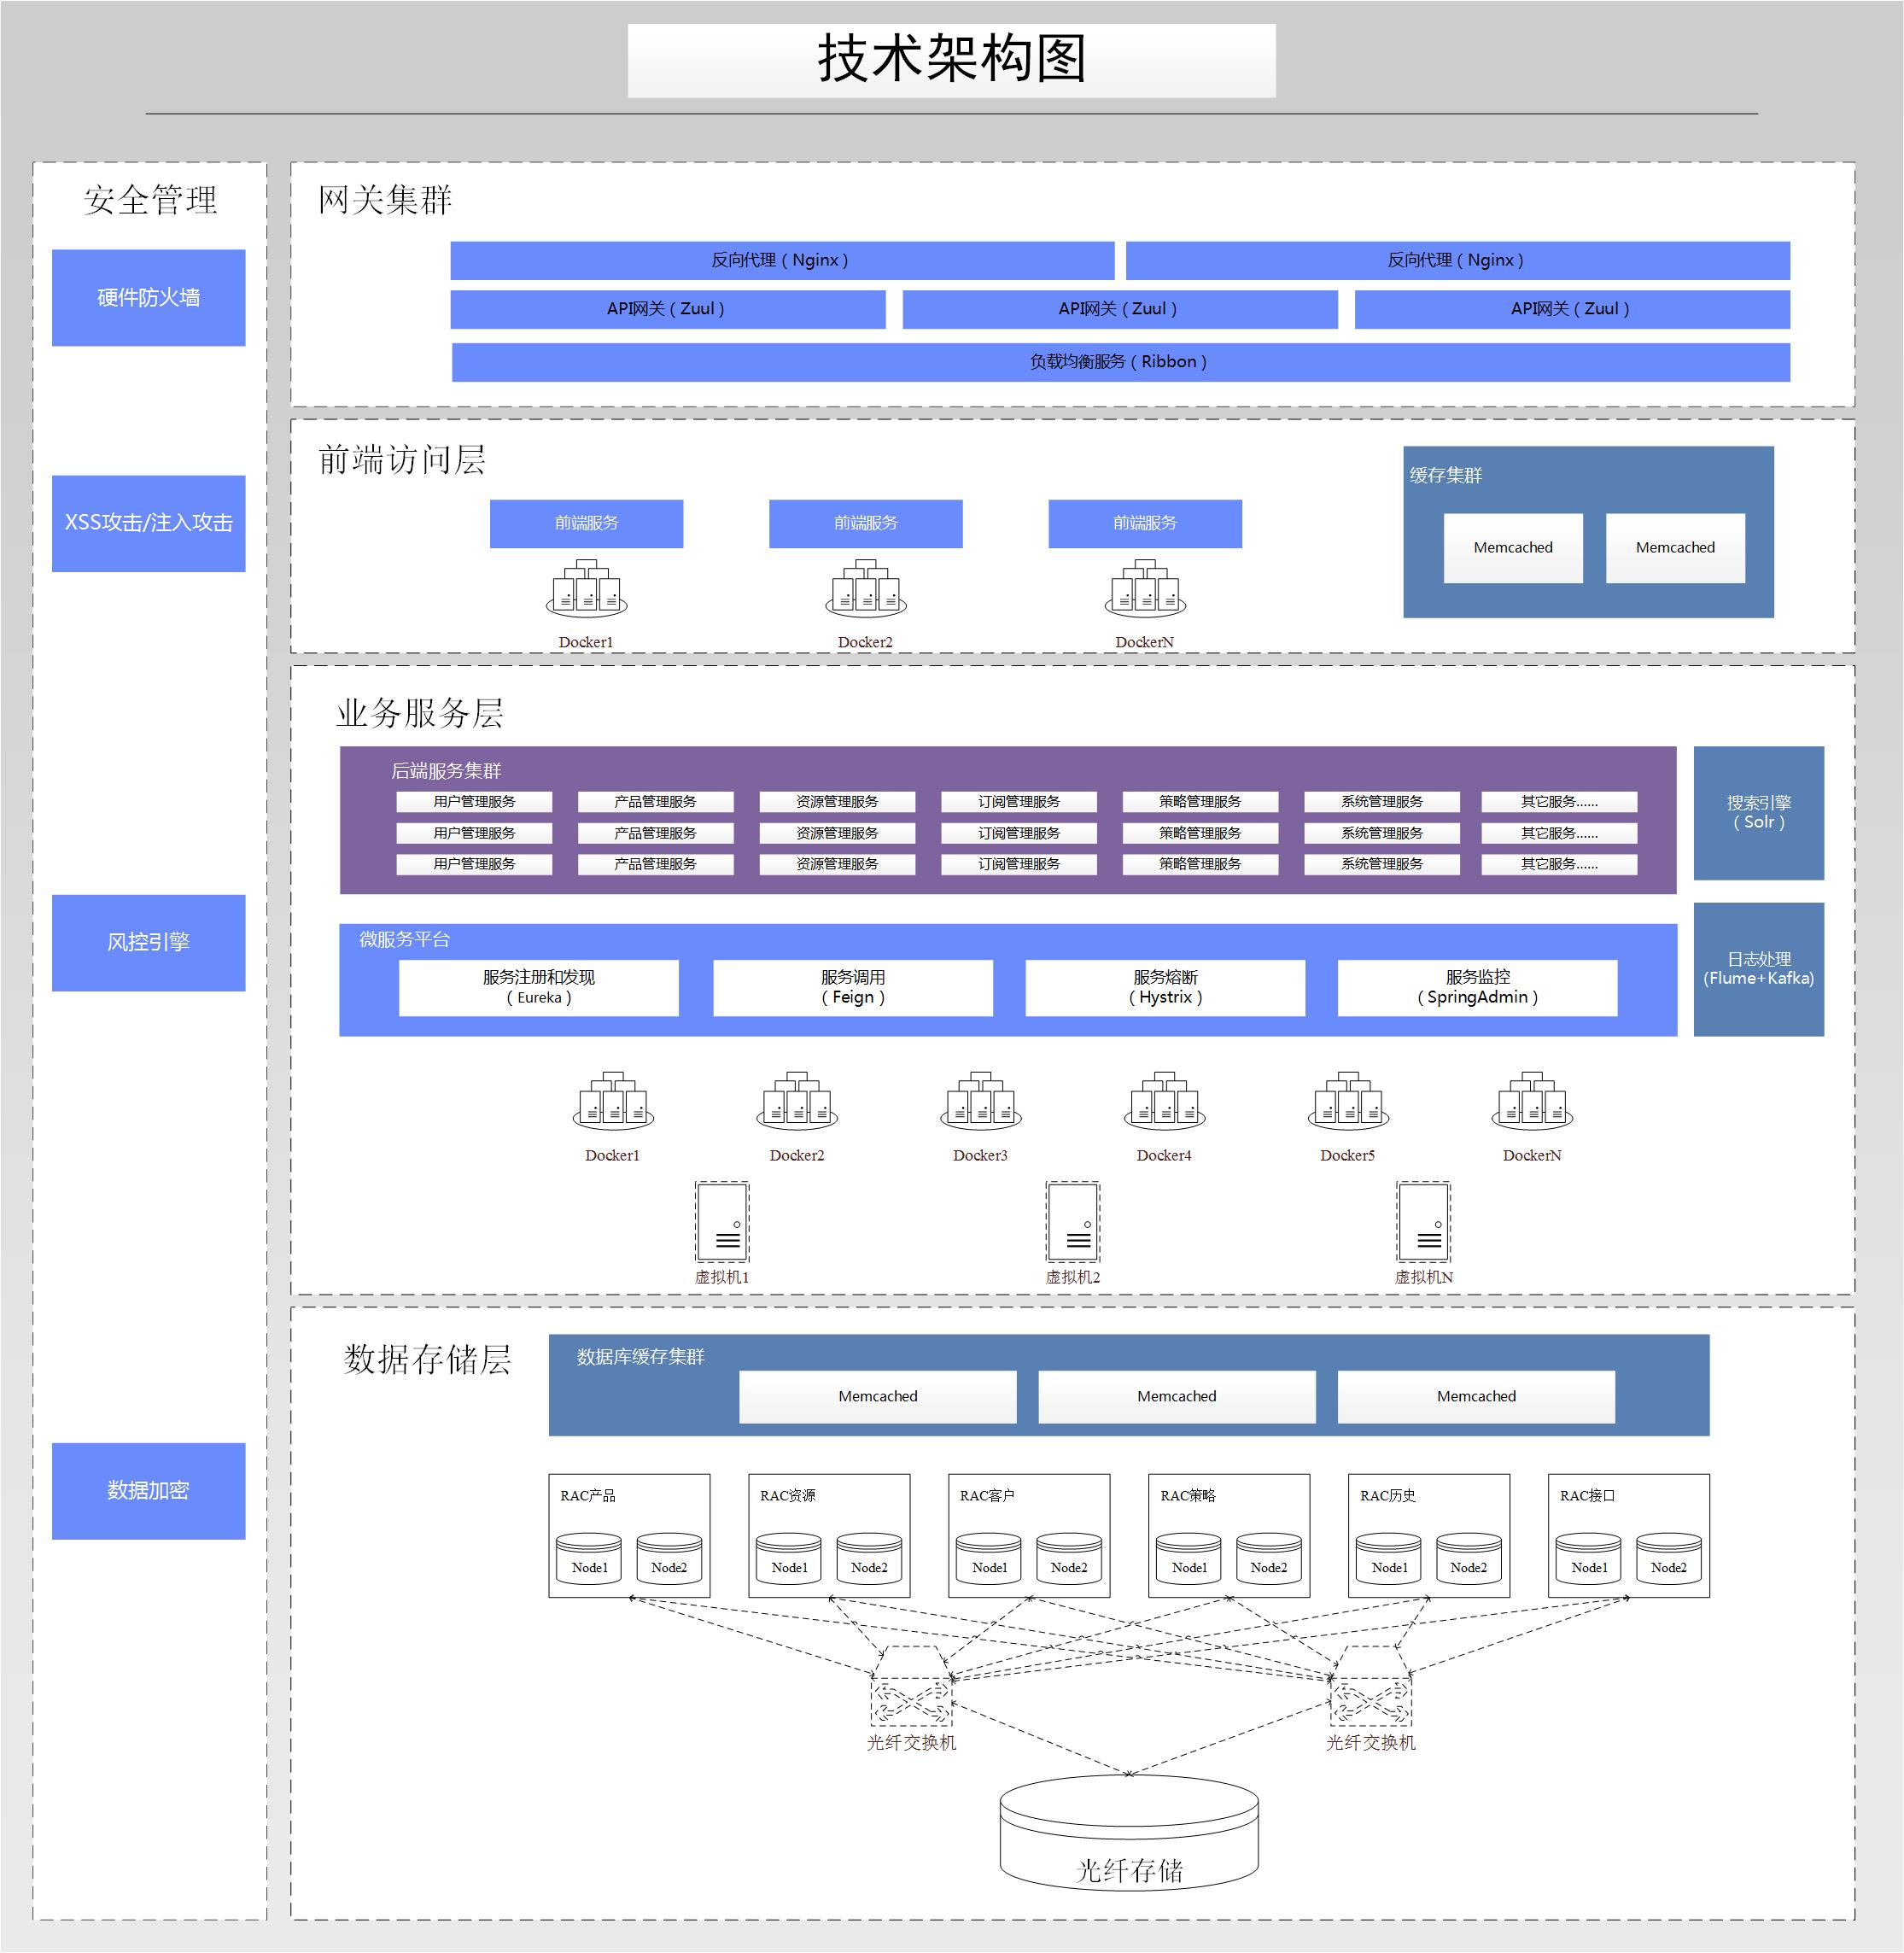 技术架构图
安全管理
硬件防火墙
XSS攻击/注入攻击
风控引擎
数据加密
网关集群
反向代理（Nginx）
反向代理（Nginx）
API网关（Zuul）
API网关（Zuul）
API网关（Zuul）
负载均衡服务（Ribbon）
前端访问层
前端服务
前端服务
前端服务
Docker1
Docker2
DockerN
缓存集群
Memcached
Memcached
业务服务层
后端服务集群
用户管理服务
产品管理服务
资源管理服务
订阅管理服务
策略管理服务
系统管理服务
其它服务......
用户管理服务
产品管理服务
资源管理服务
订阅管理服务
策略管理服务
系统管理服务
其它服务......
用户管理服务
产品管理服务
资源管理服务
订阅管理服务
策略管理服务
系统管理服务
其它服务......
搜索引擎
（Solr）
微服务平台
服务注册和发现
（Eureka）
服务调用
（Feign）
服务熔断
（Hystrix）
服务监控
（SpringAdmin）
日志处理
(Flume+Kafka)
Docker1
Docker2
Docker3
Docker4
Docker5
DockerN
虚拟机1
虚拟机2
虚拟机N
数据存储层
数据库缓存集群
Memcached
Memcached
Memcached
RAC产品
Node1
Node2
RAC资源
Node1
Node2
RAC客户
Node1
Node2
RAC策略
Node1
Node2
RAC历史
Node1
Node2
RAC接口
Node1
Node2
光纤交换机
光纤交换机
光纤存储